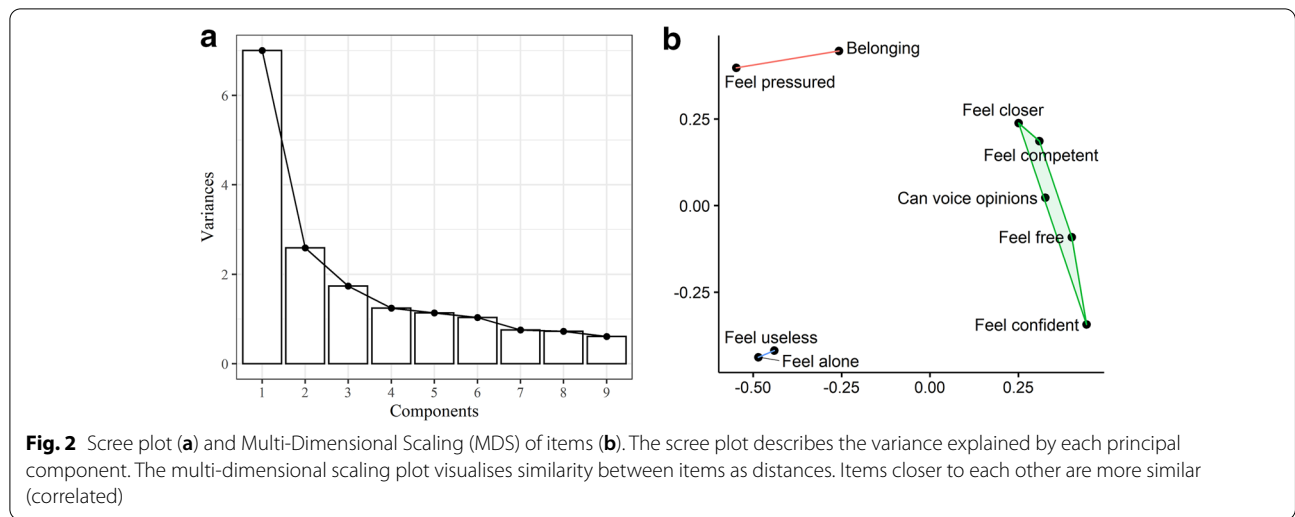 a
b
6
4
2
0
Variances
1 2 3 4 5 6 7 8 9
Components
Belonging
Feel pressured
Feel closer
Feel competent
Can voice opinions
Feel free
Feel confident
Feel useless
Feel alone
0.25
0.00
-0.25
-0.50 -0.25 0.00 0.25
Fig. 2 Scree plot (a) and Multi-Dimensional Scaling (MDS) of items (b). The scree plot describes the variance explained by each principal
component. The multi-dimensional scaling plot visualises similarity between items as distances. Items closer to each other are more similar
(correlated)